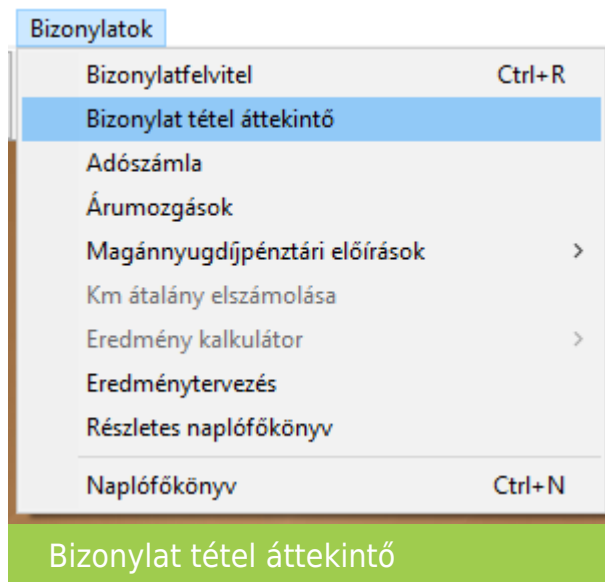 Bizonylatok
Bizonylatfelvitel Ctrl+R
Bizonylat tétel áttekintő
Adószámla
Árumozgások
Magánnyugdíjpénztári előírások >
Km átalány elszámolása
Eredmény kalkulátor >
Eredménytervezés
Részletes naplófőkönyv
Naplófőkönyv Ctrl+N
Bizonylat tétel áttekintő